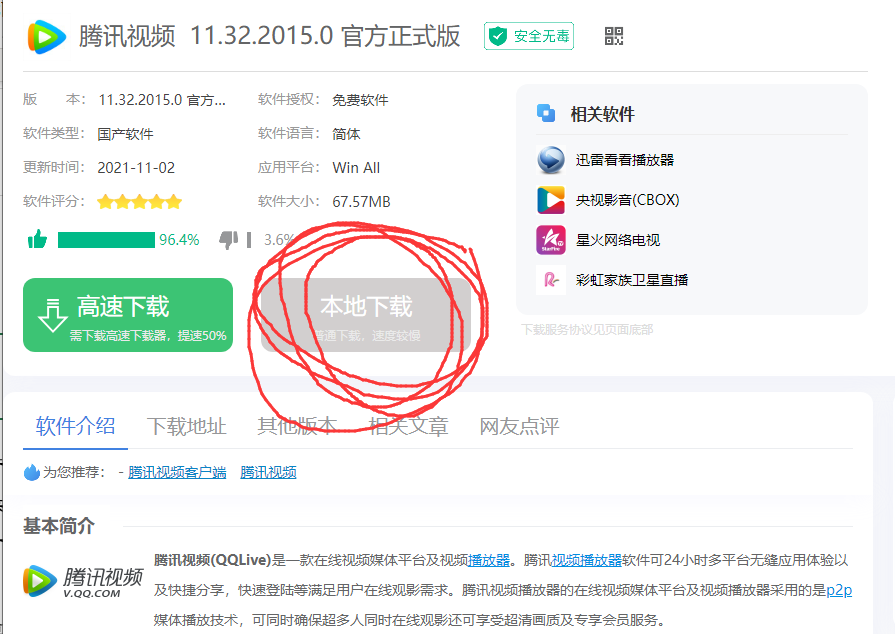 腾讯视频 11.32.2015.0 官方正式版 安全无毒
版 本： 11.32.2015.0 官方... 软件授权： 免费软件
软件类型： 国产软件 软件语言： 简体
更新时间： 2021-11-02 应用平台： Win All
软件评分： 软件大小： 67.57MB
96.4% 3.6%
高速下载
需下载高速下载器，提速50%
本地下载
普通下载，速度较慢
相关软件
迅雷看看播放器
央视影音(CBOX)
星火网络电视
彩虹家族卫星直播
下载服务协议见页面底部
软件介绍 下载地址 其他版本 相关文章 网友点评
为您推荐： - 腾讯视频客户端 腾讯视频
基本简介
腾讯视频
V.QQ.COM
腾讯视频(QQLive)是一款在线视频媒体平台及视频播放器。腾讯视频播放器软件可24小时多平台无缝应用体验以
及快捷分享，快速登陆等满足用户在线观影需求。腾讯视频播放器的在线视频媒体平台及视频播放器采用的是p2p
媒体播放技术，可同时确保超多人同时在线观影还可享受超清画质及专享会员服务。